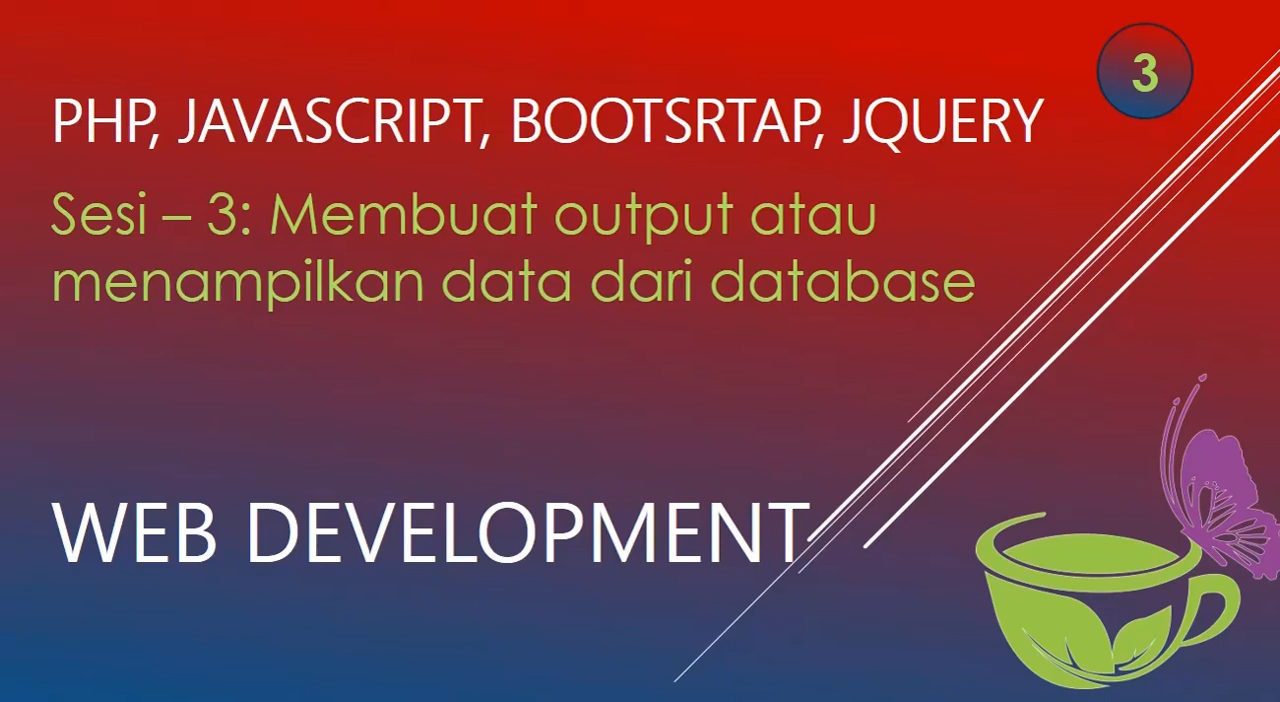 3
PHP, JAVASCRIPT, BOOTSRTAP, JQUERY
Sesi – 3: Membuat output atau
menampilkan data dari database
WEB DEVELOPMENT